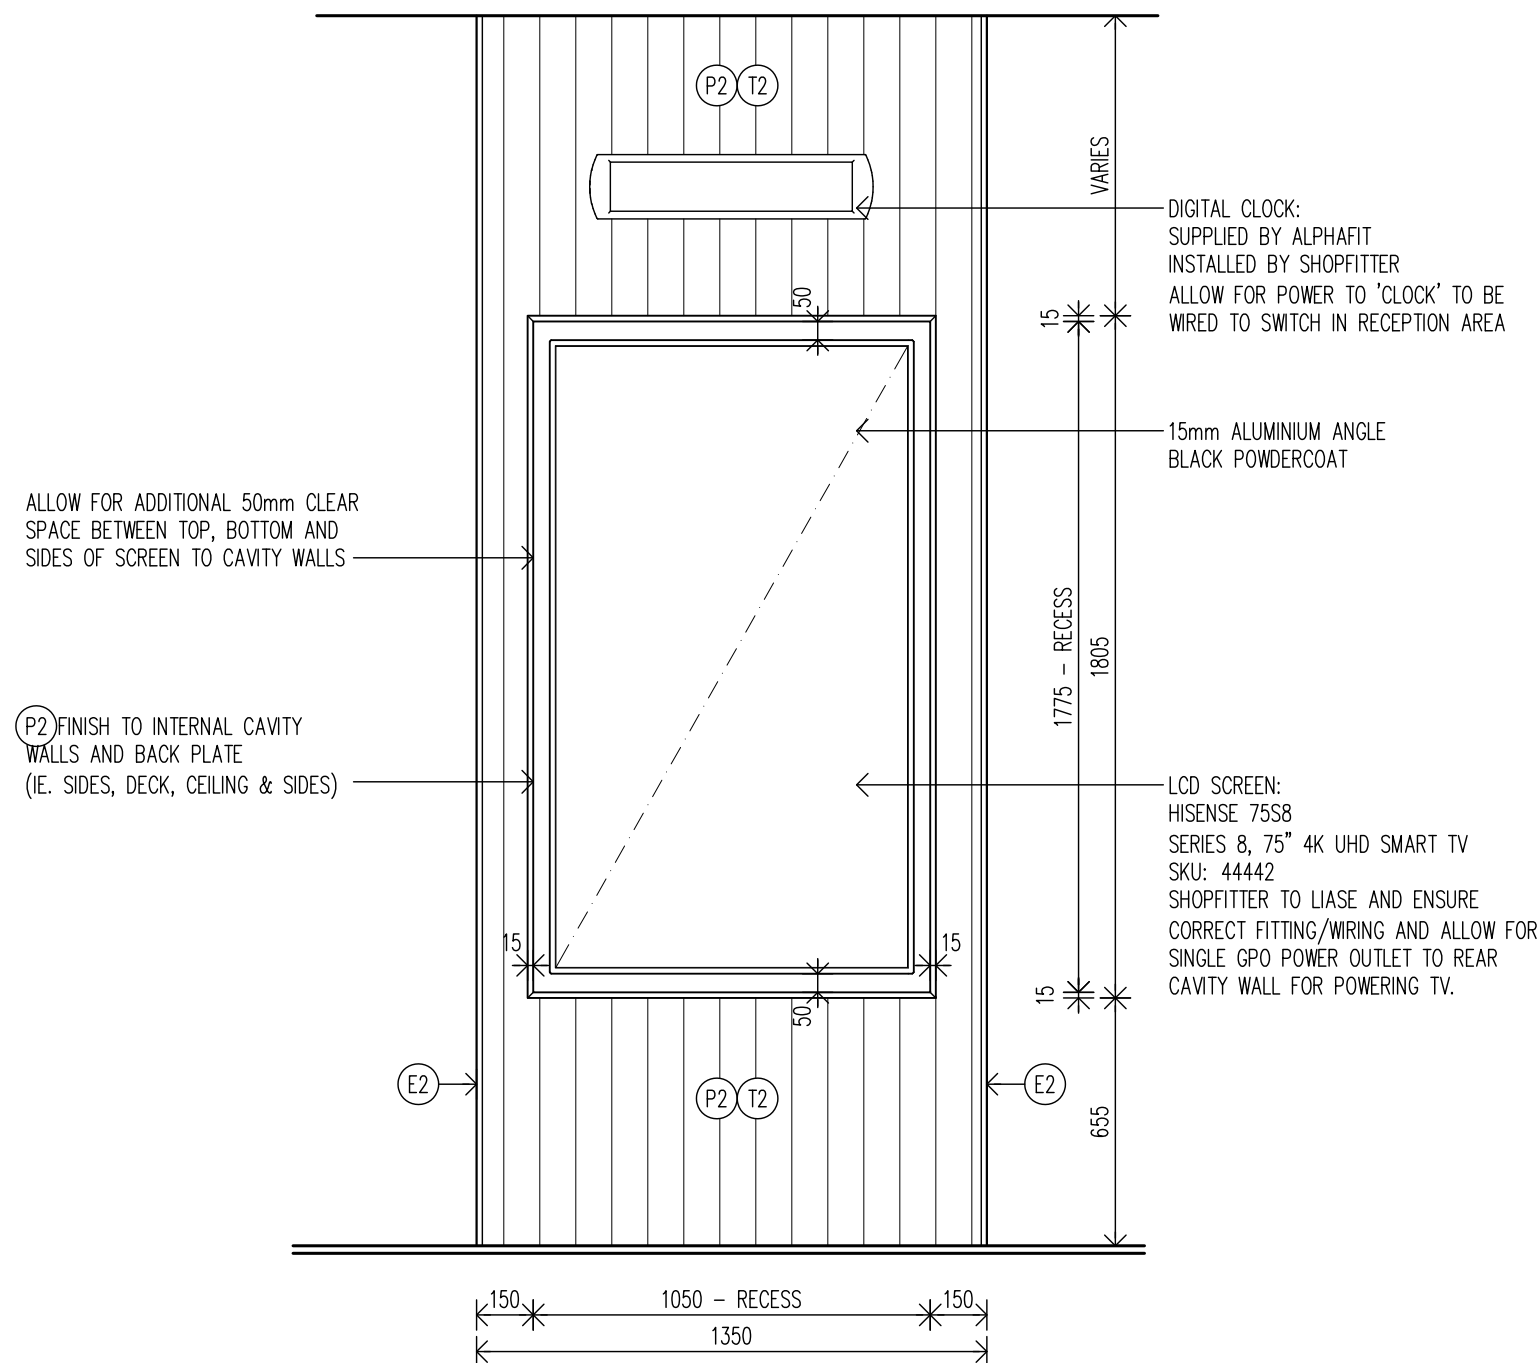 P2 T2
VARIES
DIGITAL CLOCK:
SUPPLIED BY ALPHAFIT
INSTALLED BY SHOPFITTER
ALLOW FOR POWER TO 'CLOCK' TO BE
WIRED TO SWITCH IN RECEPTION AREA
50
15
15mm ALUMINIUM ANGLE
BLACK POWDERCOAT
ALLOW FOR ADDITIONAL 50mm CLEAR
SPACE BETWEEN TOP, BOTTOM AND
SIDES OF SCREEN TO CAVITY WALLS
1775 - RECESS
1805
P2 FINISH TO INTERNAL CAVITY
WALLS AND BACK PLATE
(IE. SIDES, DECK, CEILING & SIDES)
LCD SCREEN:
HISENSE 75S8
SERIES 8, 75" 4K UHD SMART TV
SKU: 44442
SHOPFITTER TO LIASE AND ENSURE
CORRECT FITTING/WIRING AND ALLOW FOR
SINGLE GPO POWER OUTLET TO REAR
CAVITY WALL FOR POWERING TV.
15
15
15
50
E2
P2 T2
E2
655
150
1050 - RECESS
150
1350